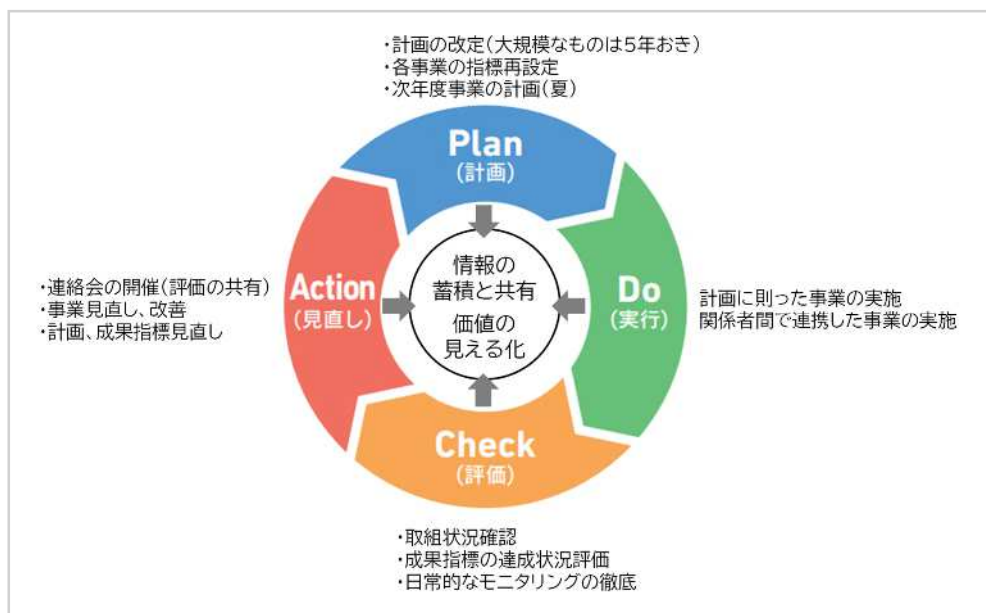 ・計画の改定(大規模なものは5年おき)
・各事業の指標再設定
・次年度事業の計画(夏)
Plan
(計画)
Do
(実行)
計画に則った事業の実施
関係者間で連携した事業の実施
Check
(評価)
・取組状況確認
・成果指標の達成状況評価
・日常的なモニタリングの徹底
Action
(見直し)
・連絡会の開催(評価の共有)
・事業見直し、改善
・計画、成果指標見直し
情報の
蓄積と共有
価値の
見える化